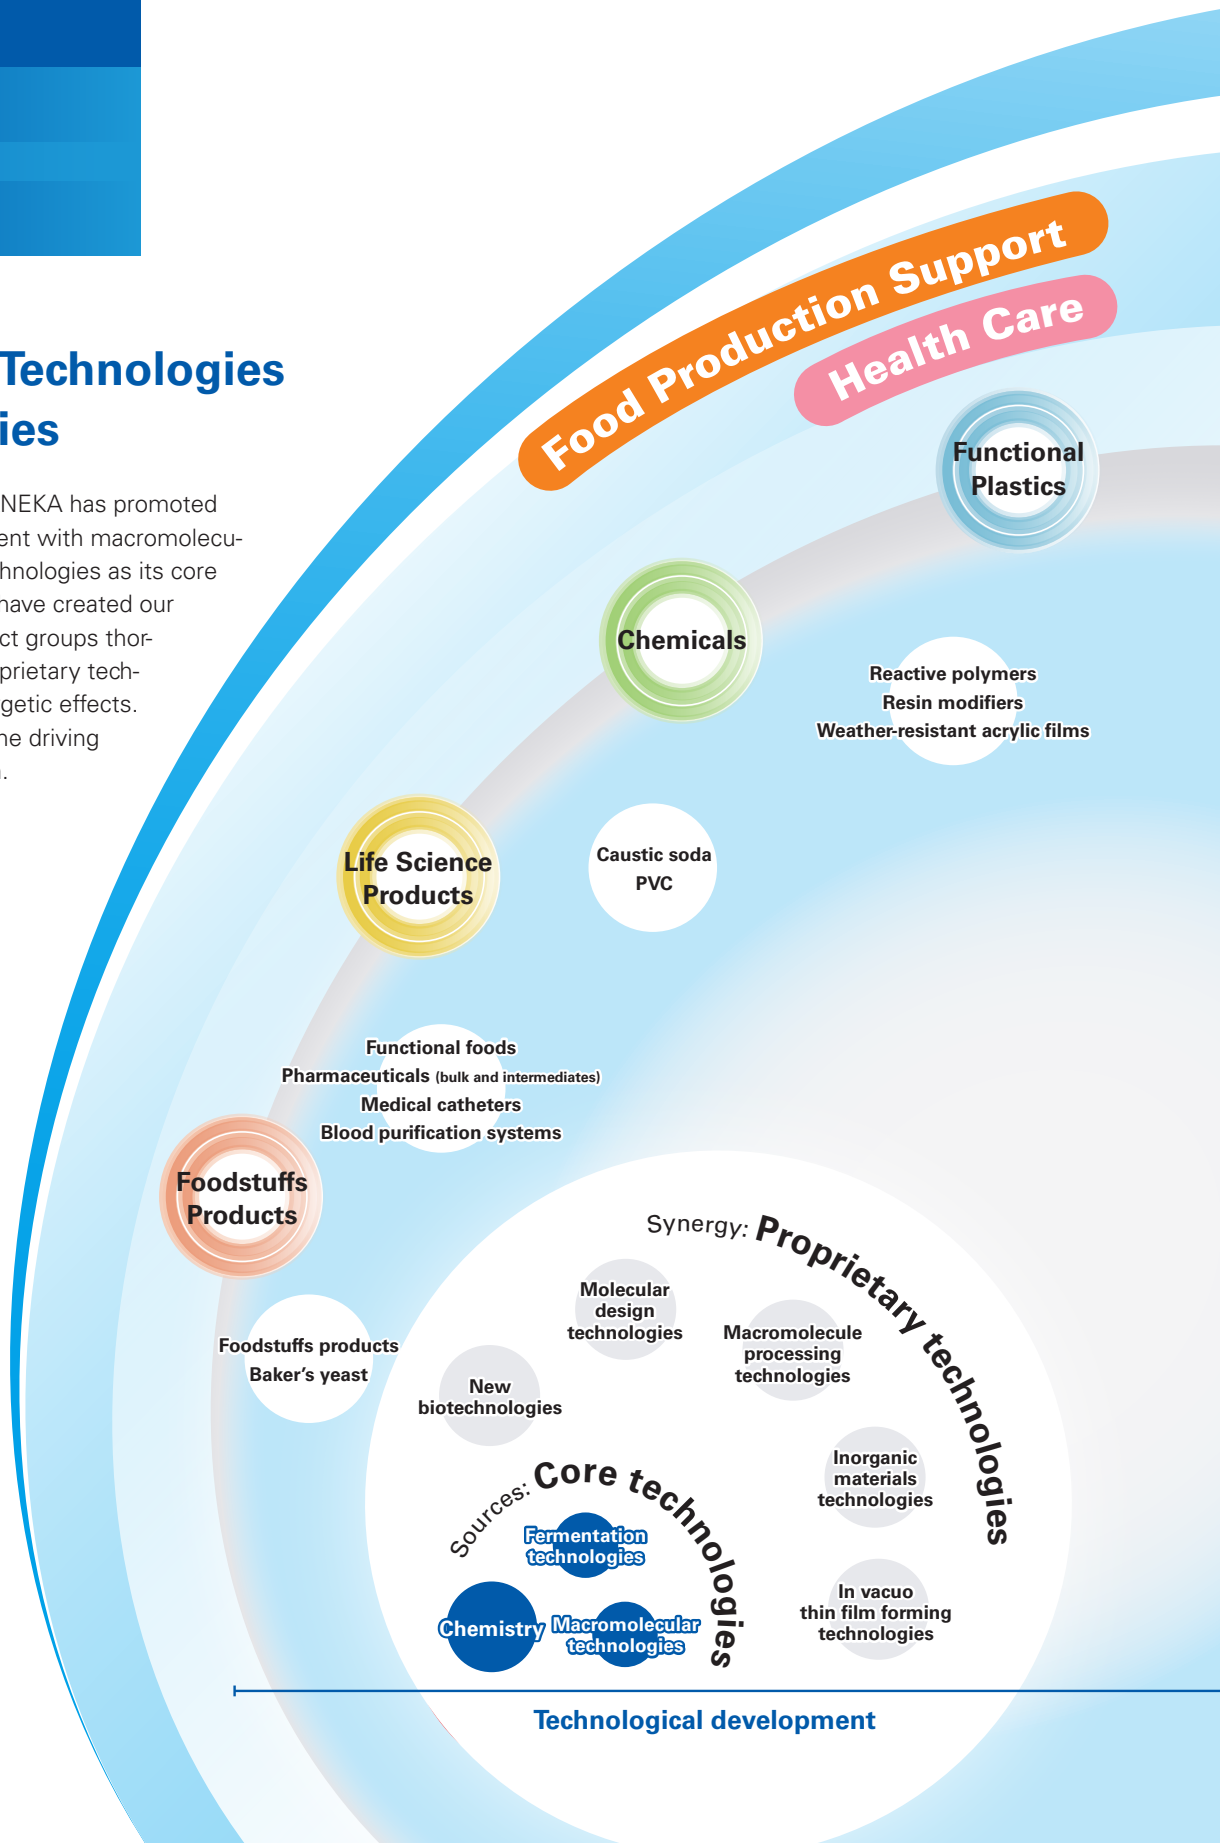 Technologies
ies
NEKA has promoted
ent with macromolecu-
chnologies as its core
have created our
ct groups thor-
prietary tech-
getic effects.
he driving
Food Production Support
Health Care
Functional
Plastics
Chemicals
Reactive polymers
Resin modifiers
Weather-resistant acrylic films
Life Science
Products
Caustic soda
PVC
Functional foods
Pharmaceuticals (bulk and intermediates)
Medical catheters
Blood purification systems
Foodstuffs
Products
Foodstuffs products
Baker's yeast
Synergy: Proprietary technologies
Molecular
design
technologies
Macromolecule
processing
technologies
New
biotechnologies
Inorganic
materials
technologies
In vacuo
thin film forming
technologies
Sources: Core technologies
Fermentation
technologies
Chemistry
Macromolecular
technologies
Technological development